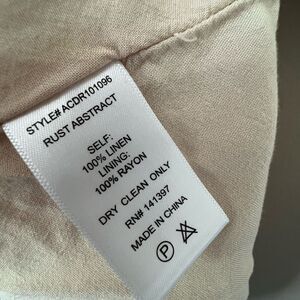 STYLE# ACDR101096
RUST ABSTRACT
SELF:
100% LINEN
LINING:
100% RAYON
DRY CLEAN ONLY
RN# 141397
MADE IN CHINA
P